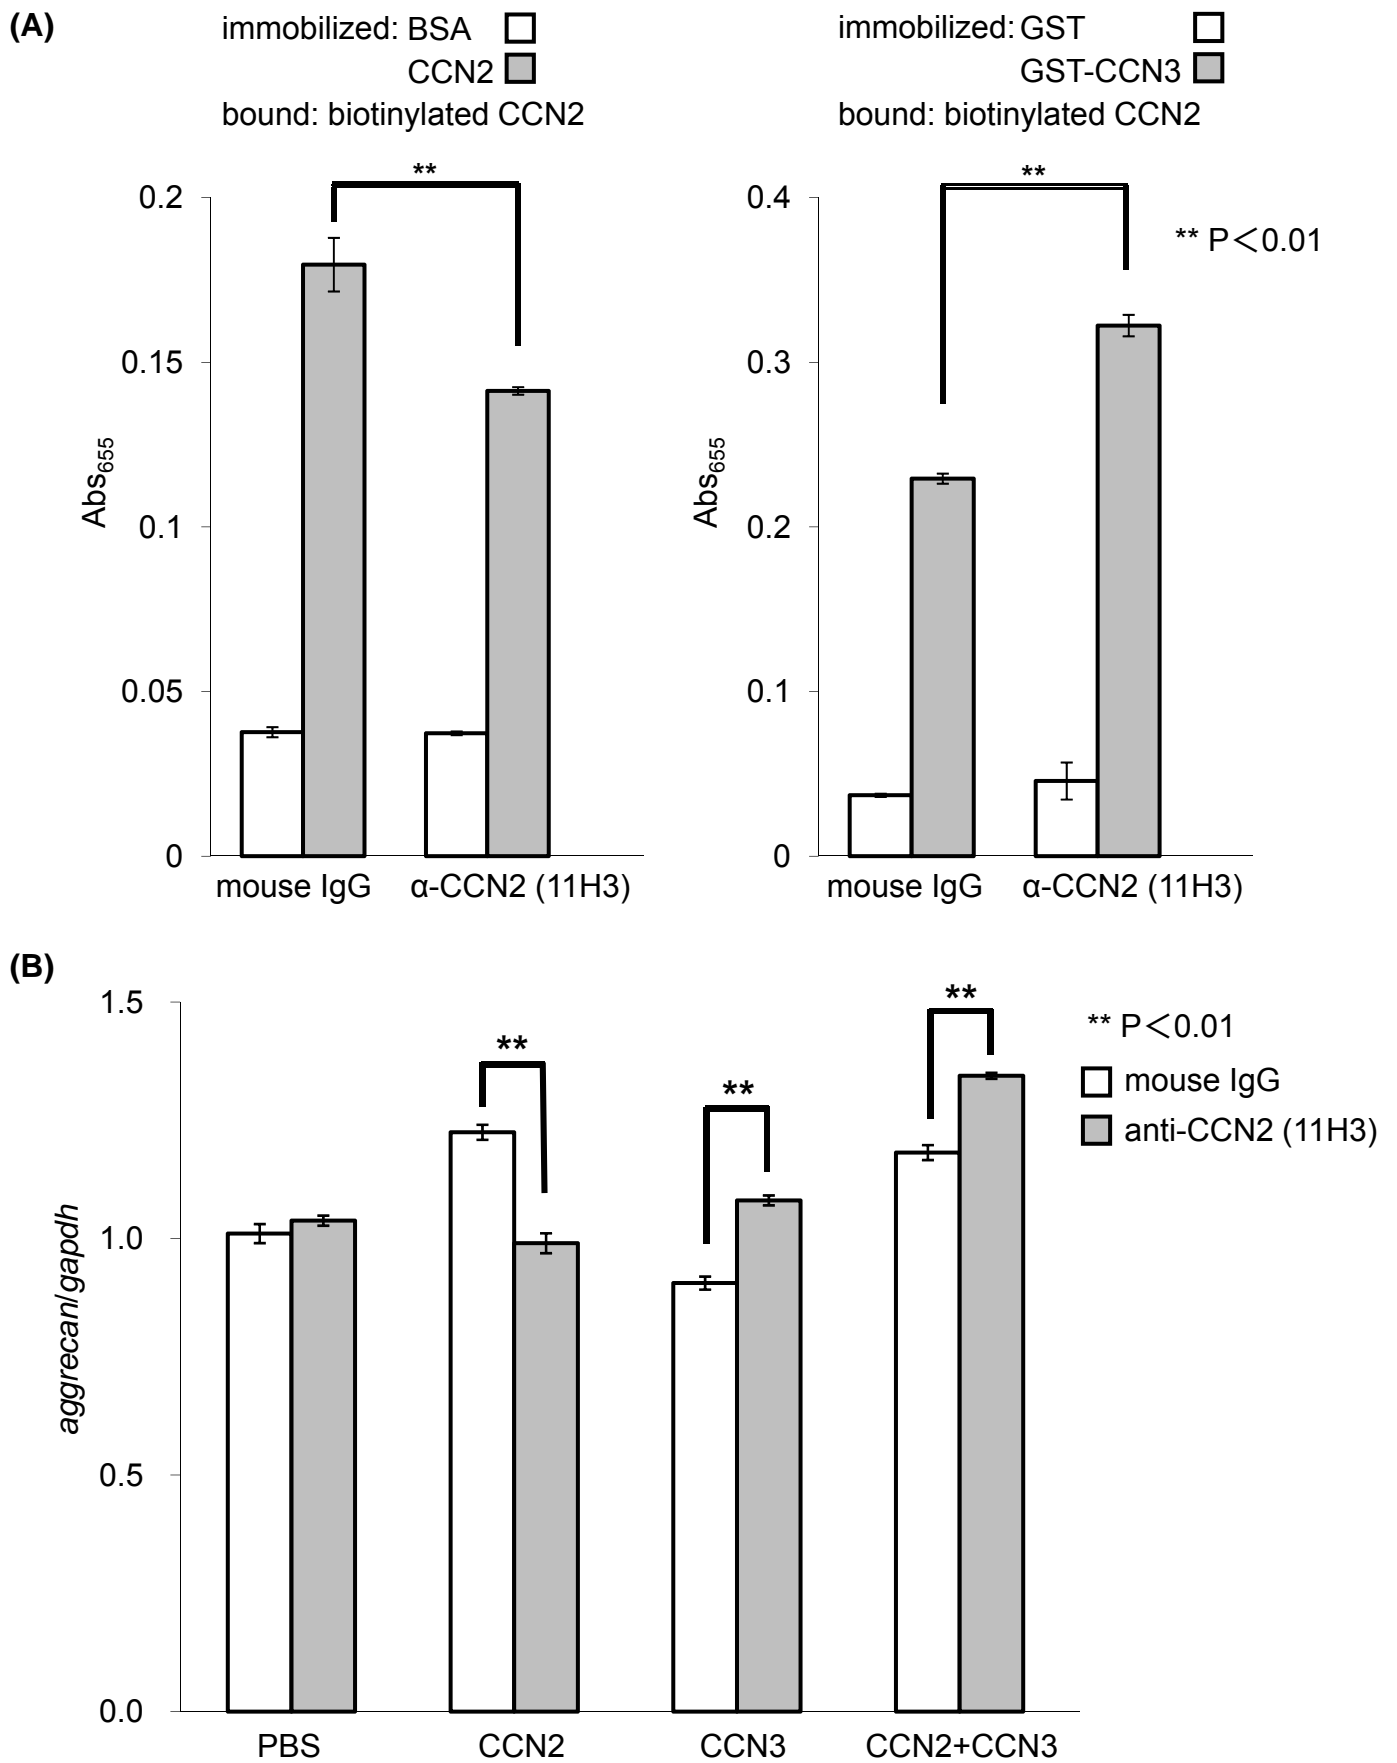 (A)
immobilized: BSA
CCN2
bound: biotinylated CCN2
immobilized: GST
GST-CCN3
bound: biotinylated CCN2
**
0.2
0.15
0.1
0.05
0
Abs655
mouse IgG
α-CCN2 (11H3)
**
** P<0.01
0.4
0.3
0.2
0.1
0
Abs655
mouse IgG
α-CCN2 (11H3)
(B)
1.5
1.0
0.5
0.0
aggrecan/gapdh
**
**
**
** P<0.01
mouse IgG
anti-CCN2 (11H3)
PBS
CCN2
CCN3
CCN2+CCN3